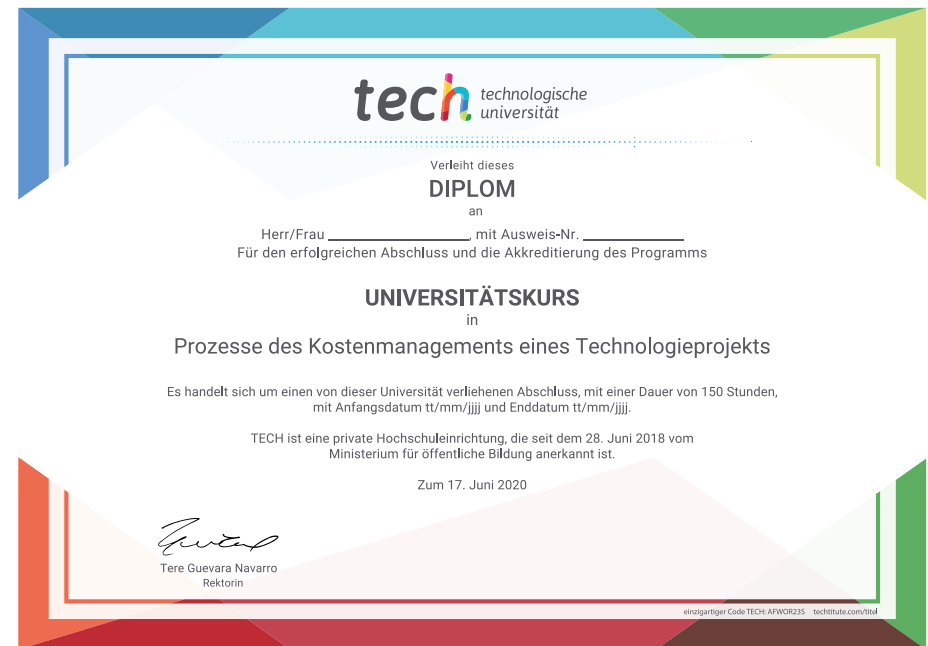 tech technologische
universität
Verleiht dieses
DIPLOM
an
Herr/Frau ________________, mit Ausweis-Nr. ____________
Für den erfolgreichen Abschluss und die Akkreditierung des Programms
UNIVERSITÄTSKURS
in
Prozesse des Kostenmanagements eines Technologieprojekts
Es handelt sich um einen von dieser Universität verliehenen Abschluss, mit einer Dauer von 150 Stunden,
mit Anfangsdatum tt/mm/jjjj und Enddatum tt/mm/jjjj.
TECH ist eine private Hochschuleinrichtung, die seit dem 28. Juni 2018 vom
Ministerium für öffentliche Bildung anerkannt ist.
Zum 17. Juni 2020
Tere Guevara Navarro
Rektorin
einzigartiger Code TECH: AFWOR23S techtitute.com/titel